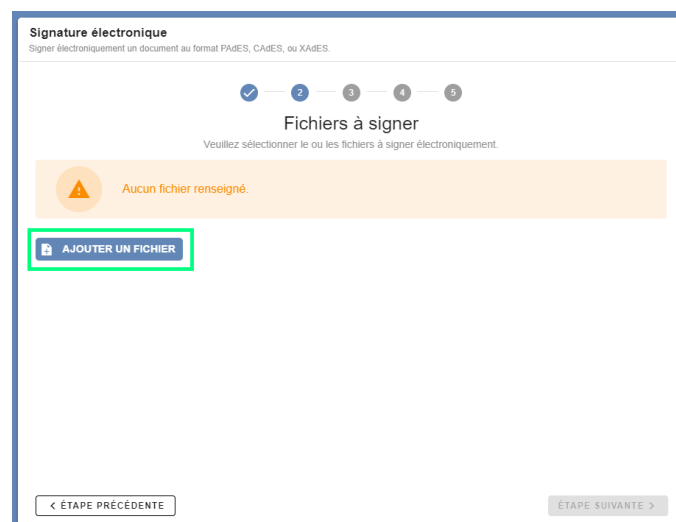 Signature électronique
Signer électroniquement un document au format PAdES, CAdES, ou XAdES.
2 3 4 5
Fichiers à signer
Veuillez sélectionner le ou les fichiers à signer électroniquement.
Aucun fichier renseigné.
AJOUTER UN FICHIER
< ÉTAPE PRÉCÉDENTE
ÉTAPE SUIVANTE >